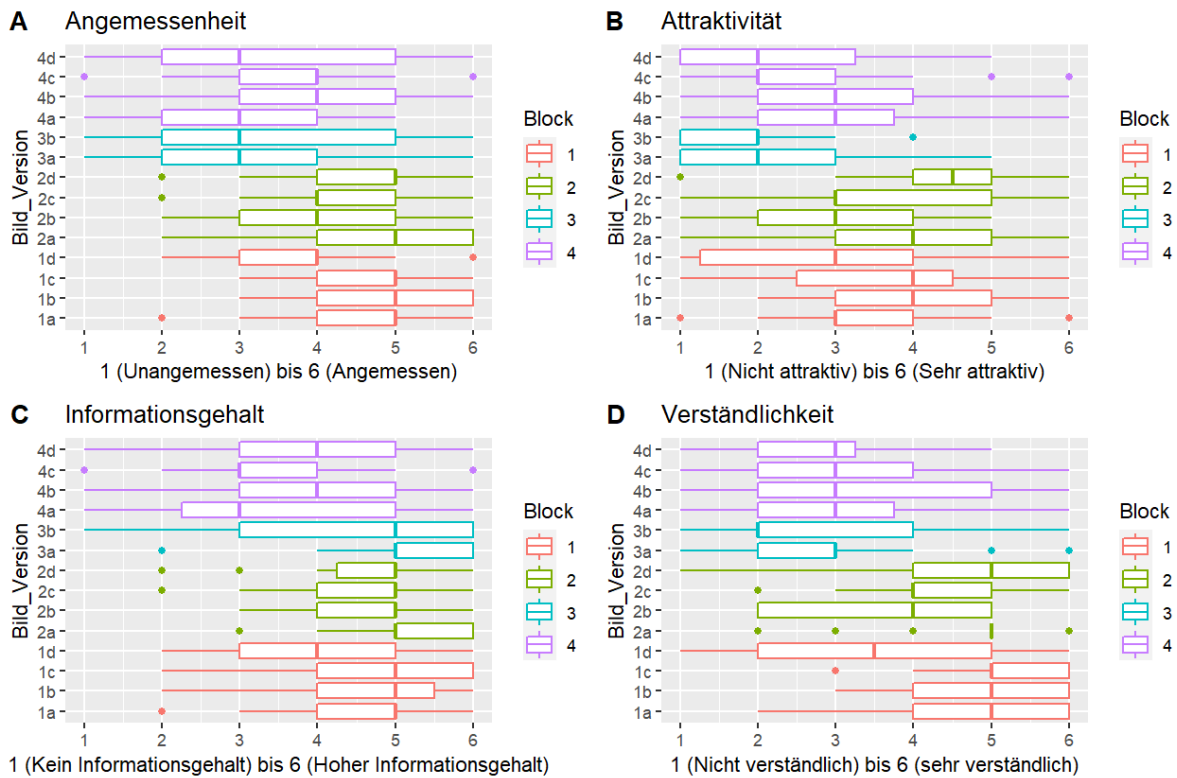 A Angemessenheit
4d
4c
4b
4a
3b
3a
2d
2c
2b
2a
1d
1c
1b
1a
Bild_Version
1 2 3 4 5 6
1 (Unangemessen) bis 6 (Angemessen)
Block
1
2
3
4
B Attraktivität
4d
4c
4b
4a
3b
3a
2d
2c
2b
2a
1d
1c
1b
1a
Bild_Version
1 2 3 4 5 6
1 (Nicht attraktiv) bis 6 (Sehr attraktiv)
Block
1
2
3
4
C Informationsgehalt
4d
4c
4b
4a
3b
3a
2d
2c
2b
2a
1d
1c
1b
1a
Bild_Version
1 2 3 4 5 6
1 (Kein Informationsgehalt) bis 6 (Hoher Informationsgehalt)
Block
1
2
3
4
D Verständlichkeit
4d
4c
4b
4a
3b
3a
2d
2c
2b
2a
1d
1c
1b
1a
Bild_Version
1 2 3 4 5 6
1 (Nicht verständlich) bis 6 (sehr verständlich)
Block
1
2
3
4